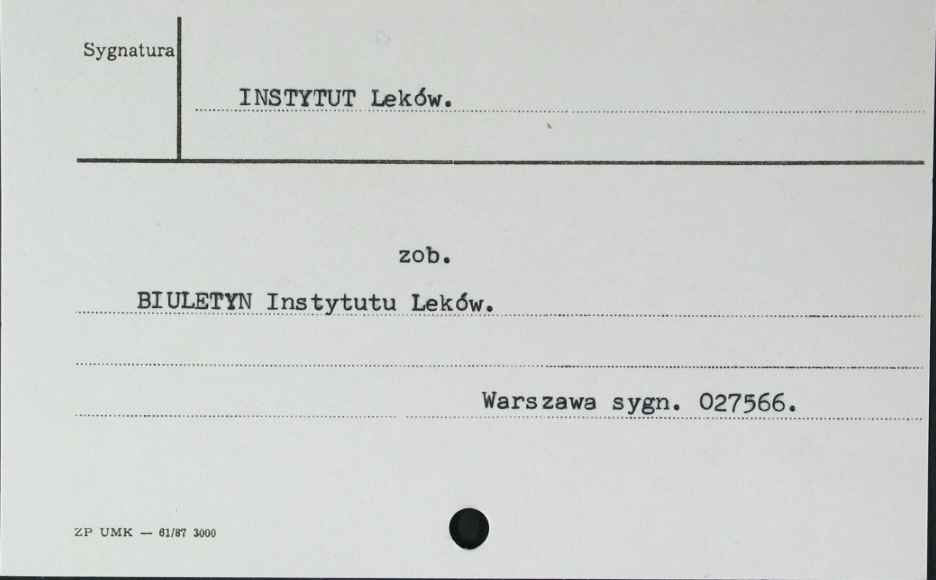 Sygnatura
INSTYTUT Leków.
zob.
BIULETYN Instytutu Leków.
Warszawa sygn. 027566.
ZP UMK — 61/87 3000